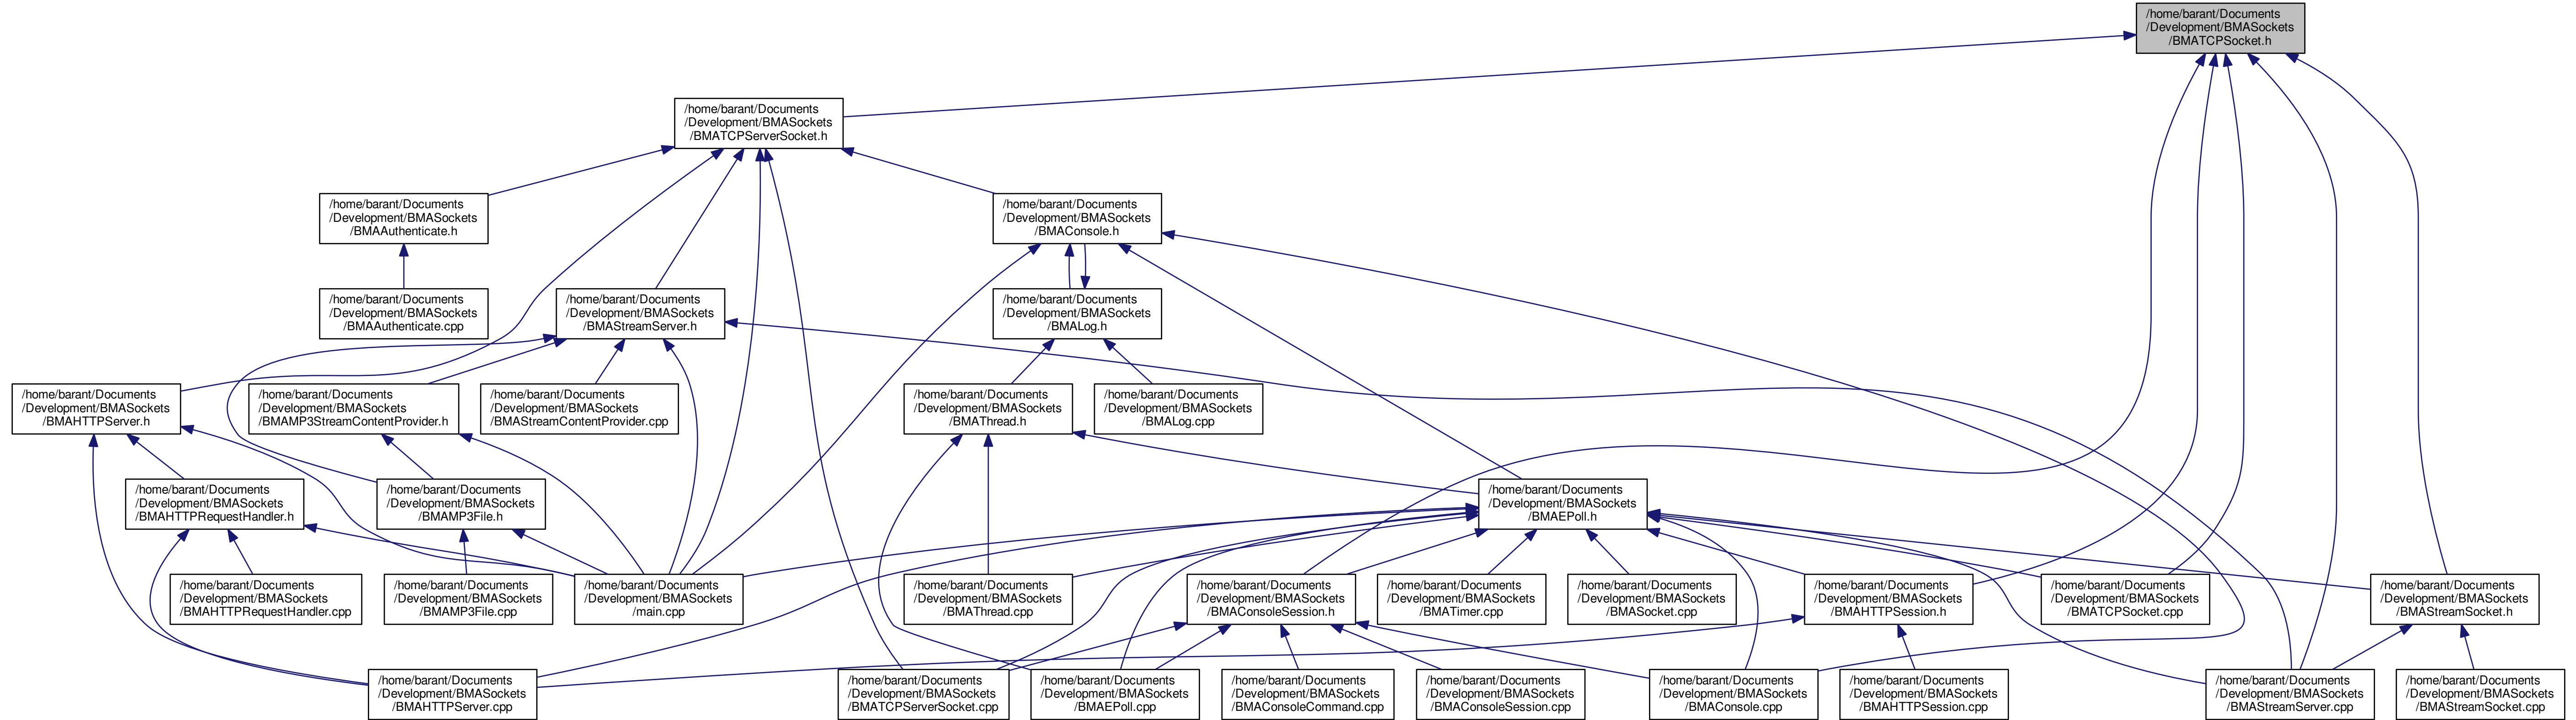 /home/barant/Documents
/Development/BMASockets
/BMATCPSocket.h
/home/barant/Documents
/Development/BMASockets
/BMATCPServerSocket.h
/home/barant/Documents
/Development/BMASockets
/BMAAuthenticate.h
/home/barant/Documents
/Development/BMASockets
/BMAConsole.h
/home/barant/Documents
/Development/BMASockets
/BMAAuthenticate.cpp
/home/barant/Documents
/Development/BMASockets
/BMAStreamServer.h
/home/barant/Documents
/Development/BMASockets
/BMALog.h
/home/barant/Documents
/Development/BMASockets
/BMAHTTPServer.h
/home/barant/Documents
/Development/BMASockets
/BMAMP3StreamContentProvider.h
/home/barant/Documents
/Development/BMASockets
/BMAStreamContentProvider.cpp
/home/barant/Documents
/Development/BMASockets
/BMAThread.h
/home/barant/Documents
/Development/BMASockets
/BMALog.cpp
/home/barant/Documents
/Development/BMASockets
/BMAHTTPRequestHandler.h
/home/barant/Documents
/Development/BMASockets
/BMAMP3File.h
/home/barant/Documents
/Development/BMASockets
/BMAEPoll.h
/home/barant/Documents
/Development/BMASockets
/BMAHTTPRequestHandler.cpp
/home/barant/Documents
/Development/BMASockets
/BMAMP3File.cpp
/home/barant/Documents
/Development/BMASockets
/main.cpp
/home/barant/Documents
/Development/BMASockets
/BMAThread.cpp
/home/barant/Documents
/Development/BMASockets
/BMAConsoleSession.h
/home/barant/Documents
/Development/BMASockets
/BMATimer.cpp
/home/barant/Documents
/Development/BMASockets
/BMASocket.cpp
/home/barant/Documents
/Development/BMASockets
/BMAHTTPSession.h
/home/barant/Documents
/Development/BMASockets
/BMATCPSocket.cpp
/home/barant/Documents
/Development/BMASockets
/BMAStreamSocket.h
/home/barant/Documents
/Development/BMASockets
/BMAHTTPServer.cpp
/home/barant/Documents
/Development/BMASockets
/BMATCPServerSocket.cpp
/home/barant/Documents
/Development/BMASockets
/BMAEPoll.cpp
/home/barant/Documents
/Development/BMASockets
/BMAConsoleCommand.cpp
/home/barant/Documents
/Development/BMASockets
/BMAConsoleSession.cpp
/home/barant/Documents
/Development/BMASockets
/BMAConsole.cpp
/home/barant/Documents
/Development/BMASockets
/BMAHTTPSession.cpp
/home/barant/Documents
/Development/BMASockets
/BMAStreamServer.cpp
/home/barant/Documents
/Development/BMASockets
/BMAStreamSocket.cpp